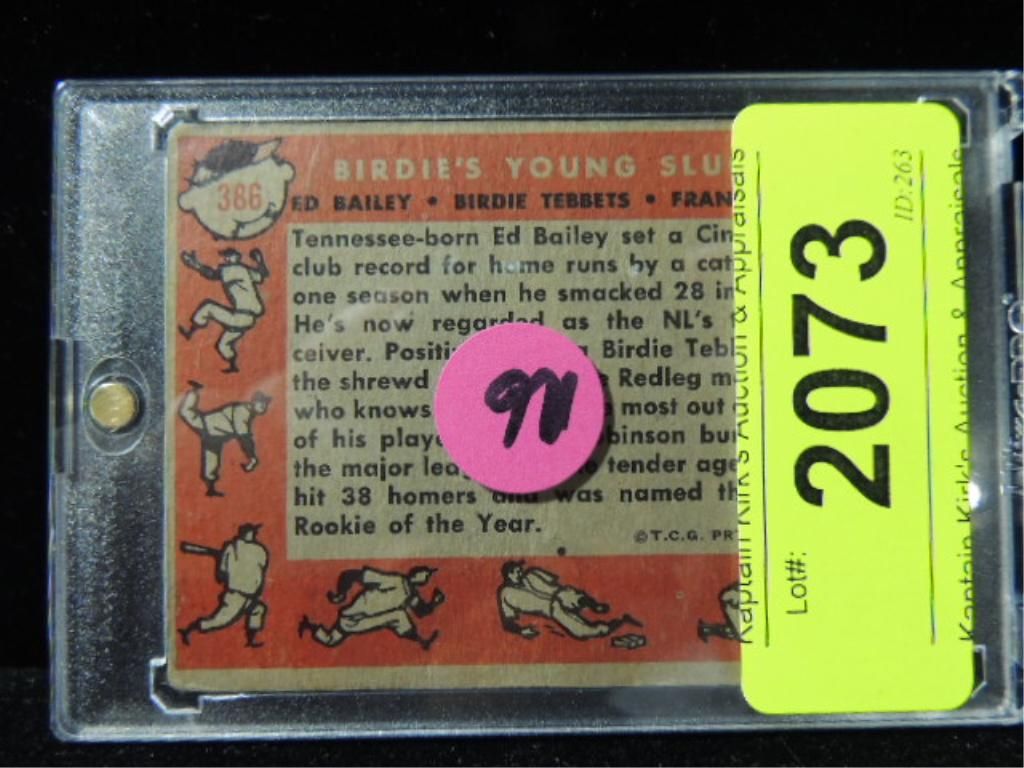 386
BIRDIE'S YOUNG SLU
ED BAILEY • BIRDIE TEBBETS • FRAN
Tennessee-born Ed Bailey set a Cin
club record for home runs by a cat
one season when he smacked 28 in
He's now regarded as the NL's
ceiver. Positi Birdie Tebb
the shrewd Redleg m
who knows most out
of his playe binson bu
the major leag tender age
hit 38 homers and was named th
Rookie of the Year.
©T.C.G. PR
Kaptain Kirk's Auction & Appraisals
Lot#:
2073
ID:263
Kaptain Kirk's Auction & Appraisals